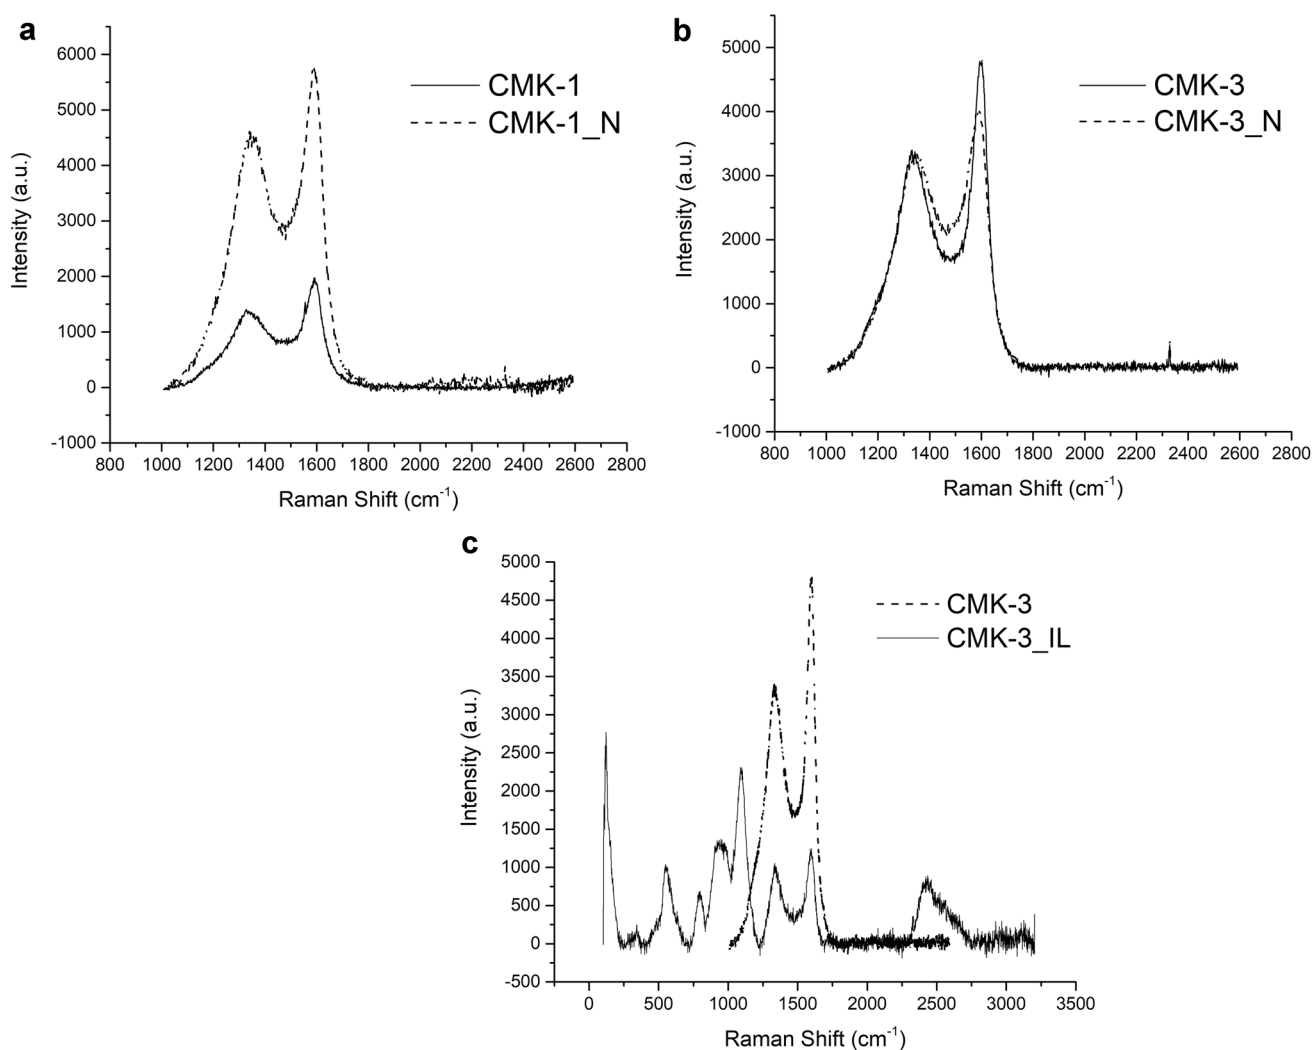 a
6000
5000
4000
3000
2000
1000
0
-1000
Intensity (a.u.)
CMK-1
CMK-1_N
800 1000 1200 1400 1600 1800 2000 2200 2400 2600 2800
Raman Shift (cm⁻¹)
b
5000
4000
3000
2000
1000
0
-1000
Intensity (a.u.)
CMK-3
CMK-3_N
800 1000 1200 1400 1600 1800 2000 2200 2400 2600 2800
Raman Shift (cm⁻¹)
c
5000
4500
4000
3500
3000
2500
2000
1500
1000
500
0
-500
Intensity (a.u.)
CMK-3
CMK-3_IL
0 500 1000 1500 2000 2500 3000 3500
Raman Shift (cm⁻¹)